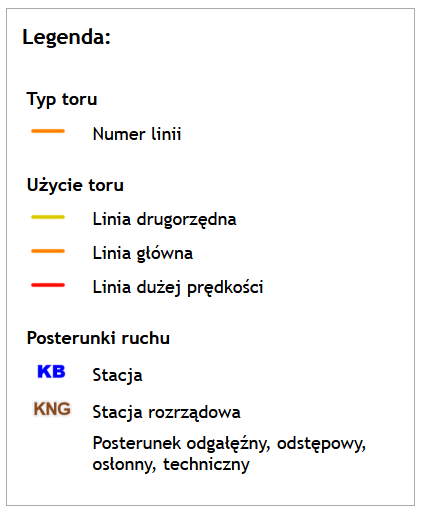 Legenda:
Typ toru
Numer linii
Użycie toru
Linia drugorzędna
Linia główna
Linia dużej prędkości
Posterunki ruchu
KB Stacja
KNG Stacja rozrządowa
Posterunek odgałęźny, odstępowy,
osłonny, techniczny